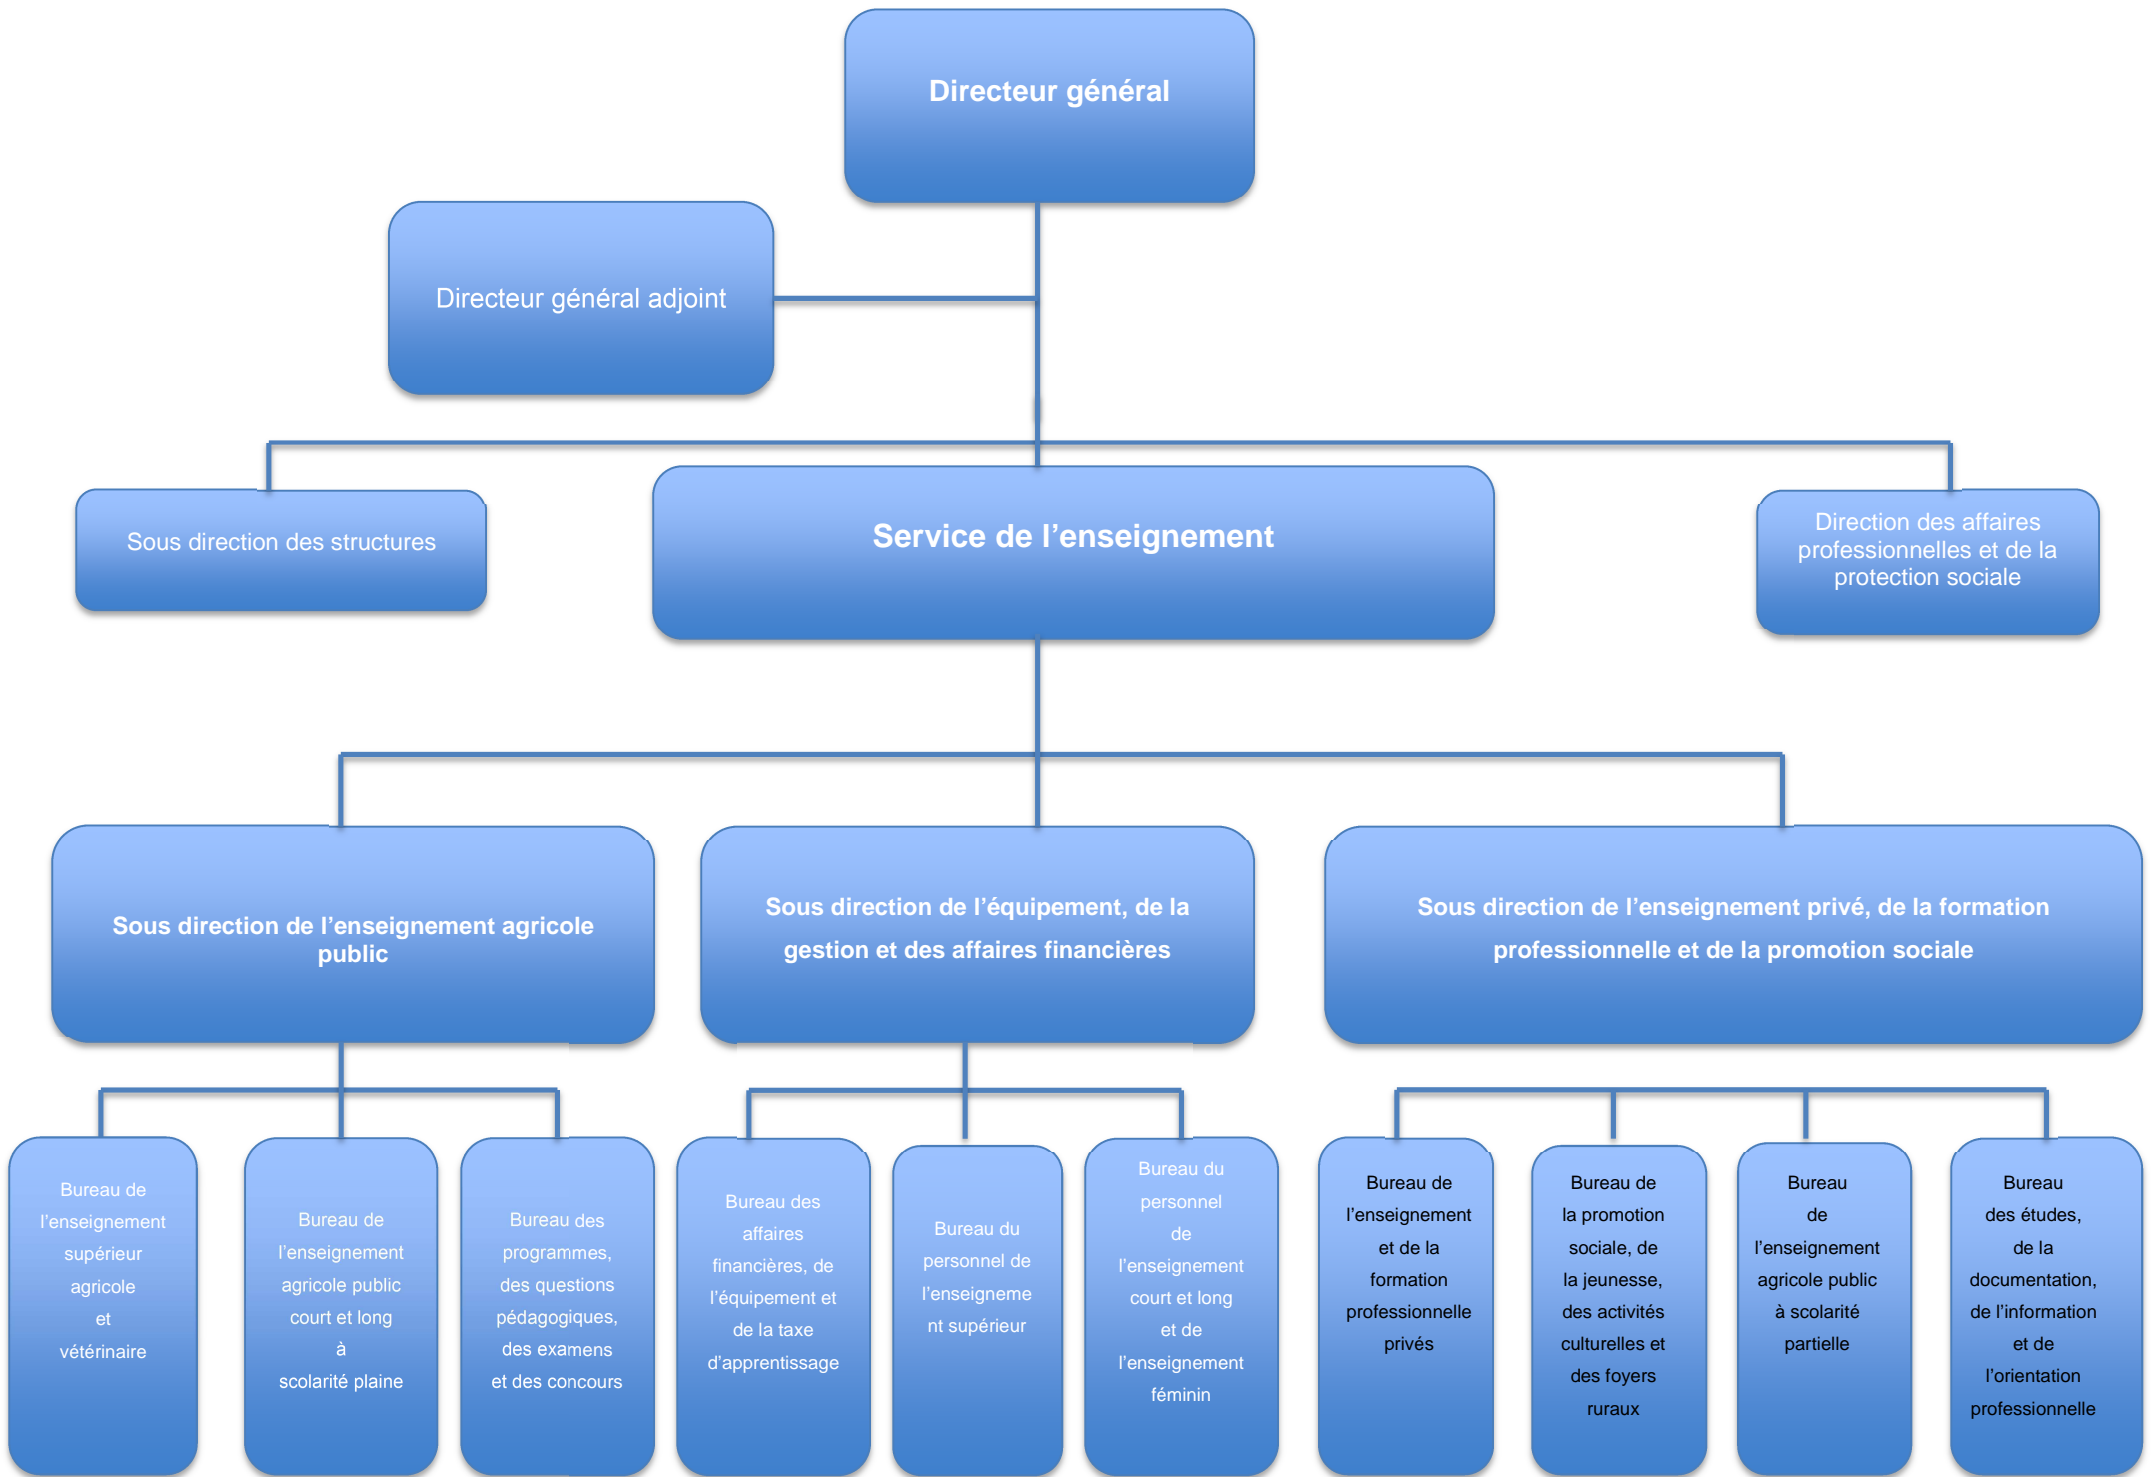 Directeur général
Directeur général adjoint
Sous direction des structures
Service de l’enseignement
Direction des affaires
professionnelles et de la
protection sociale
Sous direction de l’enseignement agricole
public
Sous direction de l’équipement, de la
gestion et des affaires financières
Sous direction de l’enseignement privé, de la formation
professionnelle et de la promotion sociale
Bureau de
l’enseignement
supérieur
agricole
et
vétérinaire
Bureau de
l’enseignement
agricole public
court et long
à
scolarité plaine
Bureau des
programmes,
des questions
pédagogiques,
des examens
et des concours
Bureau des
affaires
financières, de
l’équipement et
de la taxe
d’apprentissage
Bureau du
personnel de
l’enseigneme
nt supérieur
Bureau du
personnel
de
l’enseignement
court et long
et de
l’enseignement
féminin
Bureau de
l’enseignement
et de la
formation
professionnelle
privés
Bureau de
la promotion
sociale, de
la jeunesse,
des activités
culturelles et
des foyers
ruraux
Bureau
de
l’enseignement
agricole public
à scolarité
partielle
Bureau
des études,
de la
documentation,
de l’information
et de
l’orientation
professionnelle